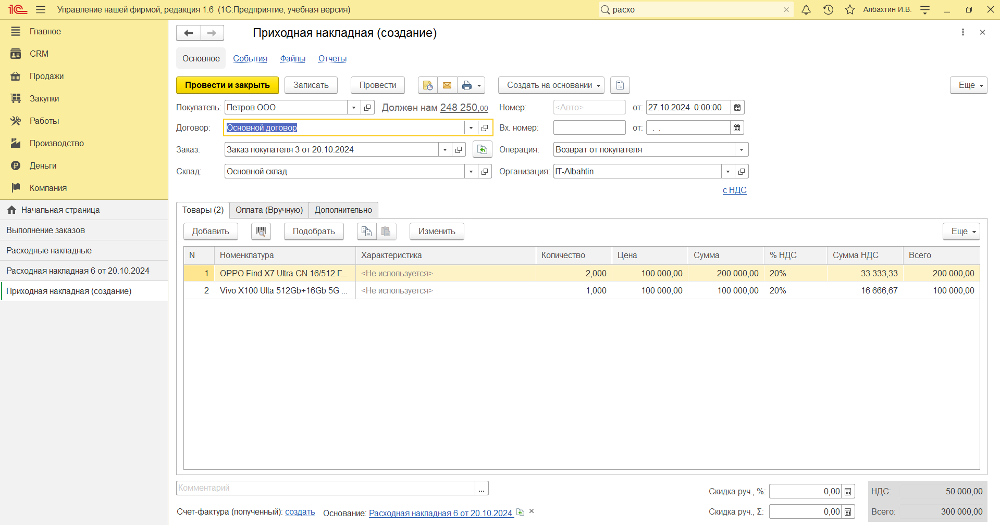 1С Управление нашей фирмой, редакция 1.6 (1С:Предприятие, учебная версия) расхо Албахтин И.В.
Главное
CRM
Продажи
Закупки
Работы
Производство
Деньги
Компания
Начальная страница
Выполнение заказов
Расходные накладные
Расходная накладная 6 от 20.10.2024
Приходная накладная (создание)
Приходная накладная (создание)
Основное События Файлы Отчеты
Провести и закрыть Записать Провести Создать на основании Еще
Покупатель: Петров ООО Должен нам 248 250,00 Номер: <Авто> от: 27.10.2024 0:00:00
Договор: Основной договор Вх. номер: от: . .
Заказ: Заказ покупателя 3 от 20.10.2024 Операция: Возврат от покупателя
Склад: Основной склад Организация: IT-Albahtin
с НДС
Товары (2) Оплата (Вручную) Дополнительно
Добавить Подобрать Изменить Еще
N Номенклатура Характеристика Количество Цена Сумма % НДС Сумма НДС Всего
1 OPPO Find X7 Ultra CN 16/512 Г... <Не используется> 2,000 100 000,00 200 000,00 20% 33 333,33 200 000,00
2 Vivo X100 Ulta 512Gb+16Gb 5G ... <Не используется> 1,000 100 000,00 100 000,00 20% 16 666,67 100 000,00
Комментарий ... Скидка руч., %: 0,00 НДС: 50 000,00
Счет-фактура (полученный): создать Основание: Расходная накладная 6 от 20.10.2024 Скидка руч., Σ: 0,00 Всего: 300 000,00